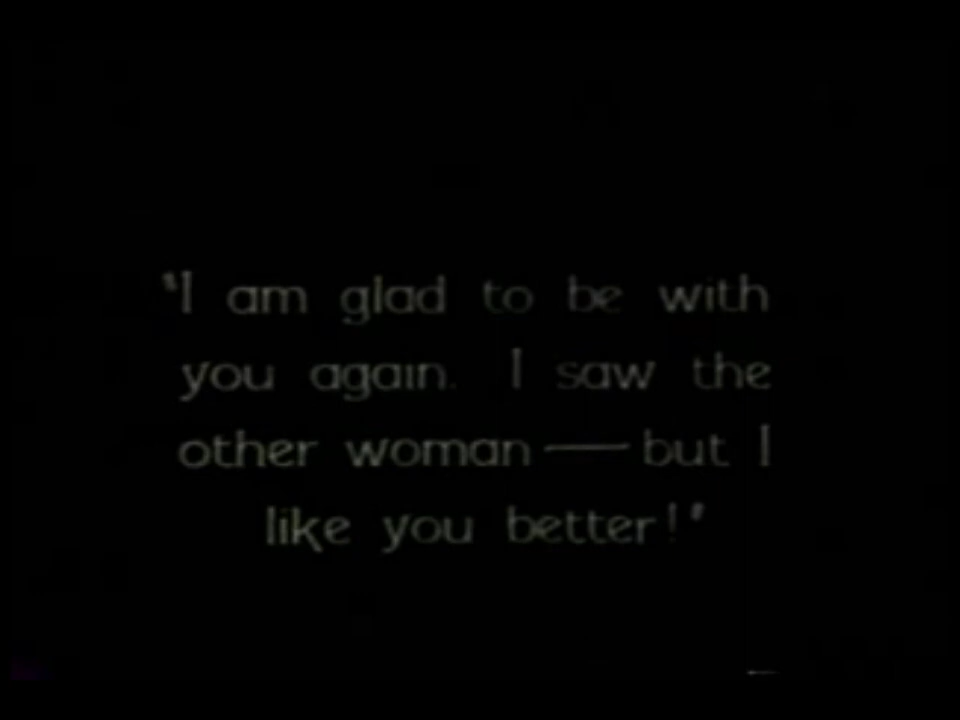 "I am glad to be with
you again. I saw the
other woman — but I
like you better!"